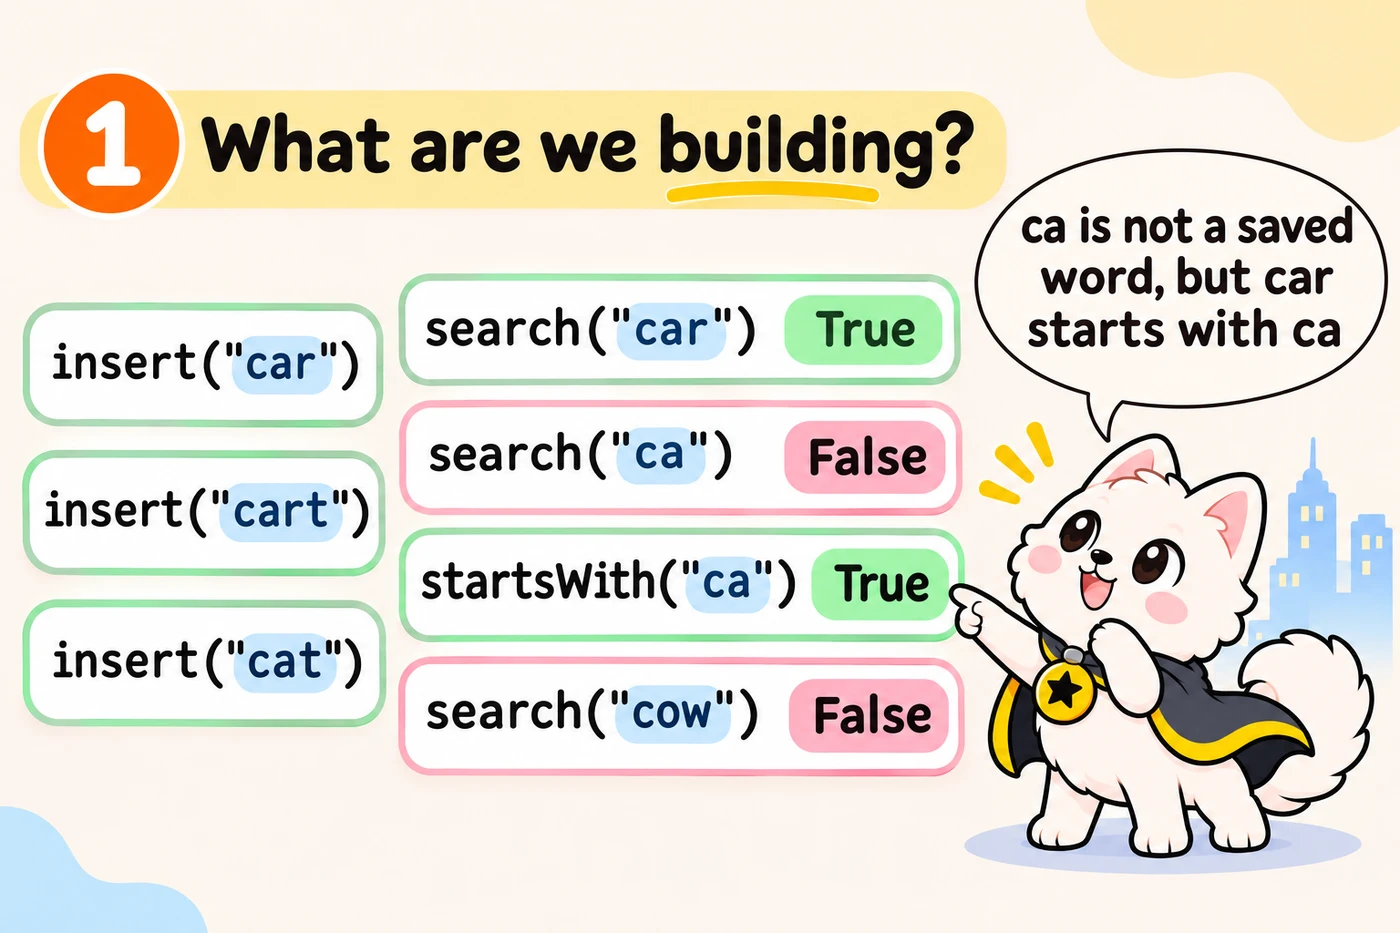 1 What are we building?
insert("car")
insert("cart")
insert("cat")
search("car") True
search("ca") False
startsWith("ca") True
search("cow") False
ca is not a saved
word, but car
starts with ca